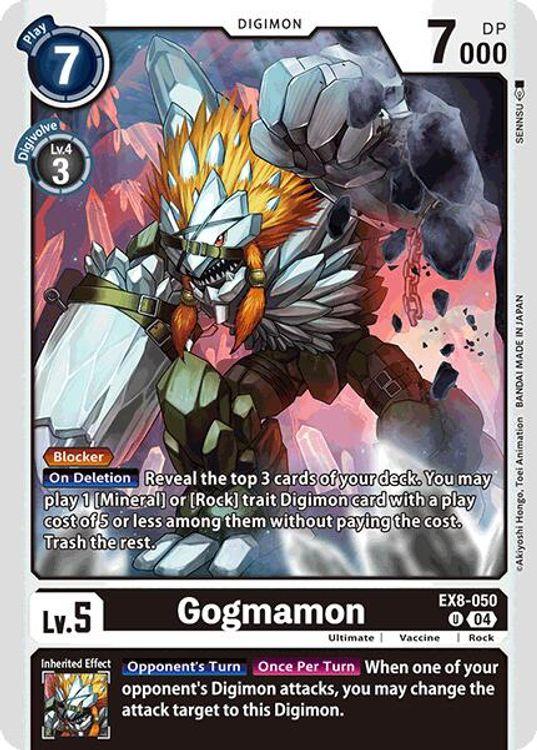 DIGIMON
Play
7
7000 DP
Digivolve
Lv.4
3
SENNSU
©Akiyoshi Hongo, Toei Animation BANDAI MADE IN JAPAN
Blocker
On Deletion Reveal the top 3 cards of your deck. You may
play 1 [Mineral] or [Rock] trait Digimon card with a play
cost of 5 or less among them without paying the cost.
Trash the rest.
Lv.5
Gogmamon
EX8-050
U 04
Ultimate | Vaccine | Rock
Inherited Effect
Opponent's Turn Once Per Turn When one of your
opponent's Digimon attacks, you may change the
attack target to this Digimon.